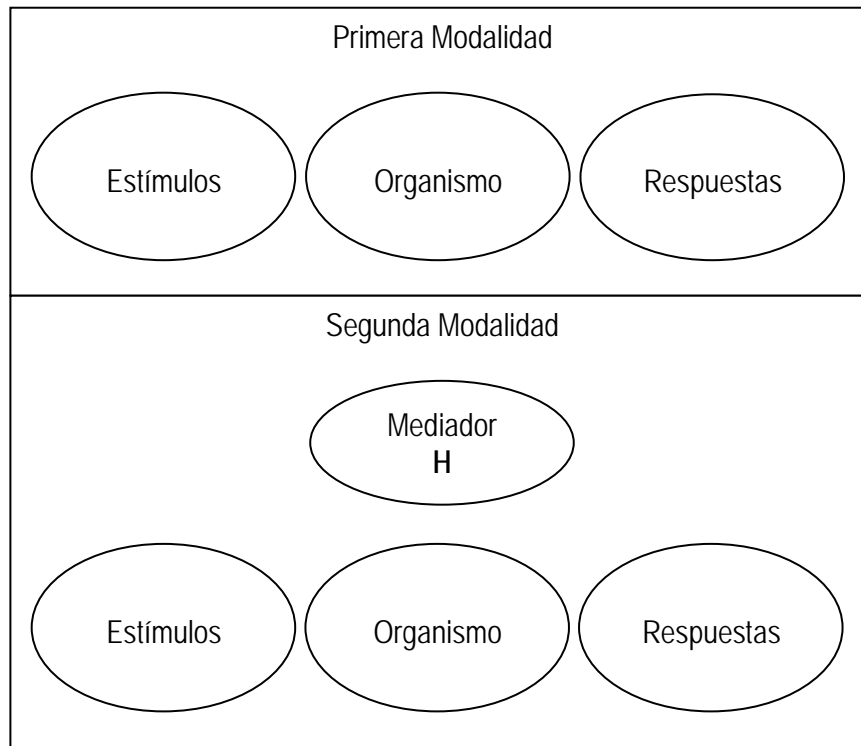 Primera Modalidad
Estímulos Organismo Respuestas
Segunda Modalidad
Mediador
H
Estímulos Organismo Respuestas